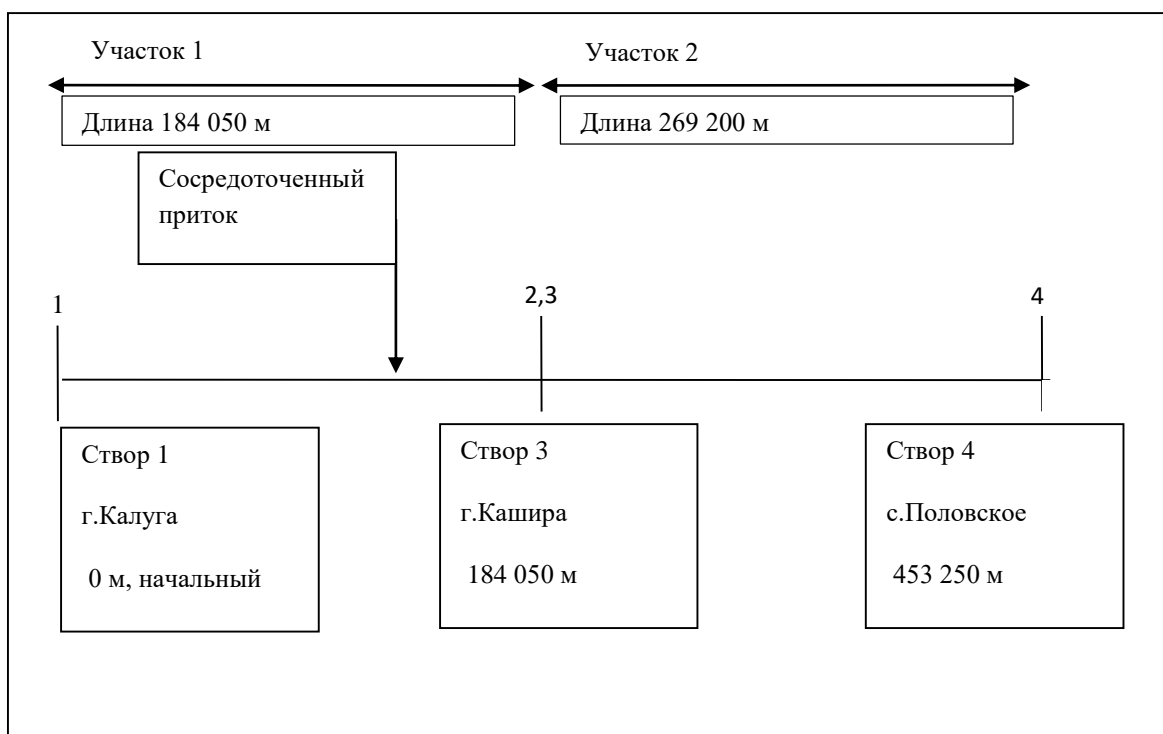 Участок 1
Участок 2
Длина 184 050 м
Длина 269 200 м
Сосредоточенный
приток
1
2,3
4
Створ 1
г.Калуга
0 м, начальный
Створ 3
г.Кашира
184 050 м
Створ 4
с.Половское
453 250 м